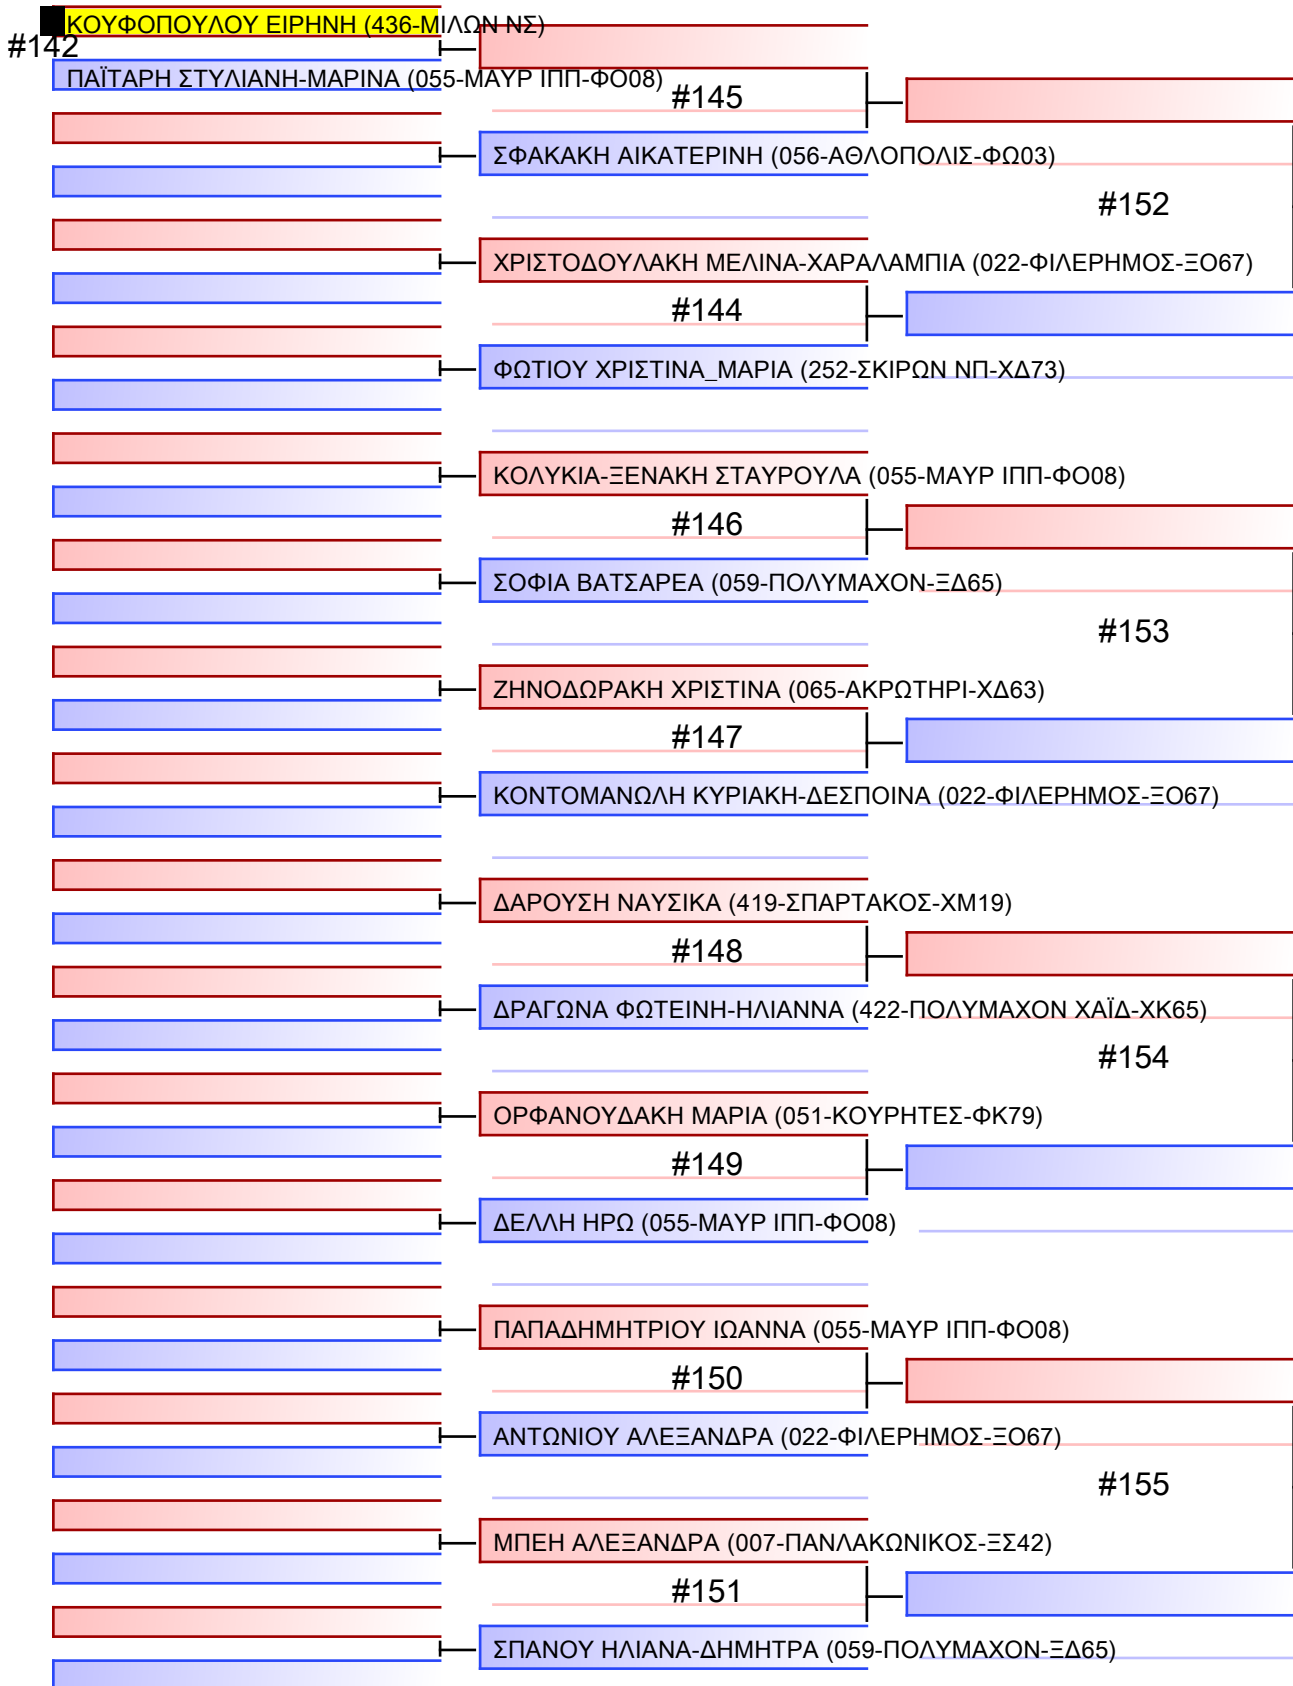 ΚΟΥΦΟΠΟΥΛΟΥ ΕΙΡΗΝΗ (436-ΜΙΛΩΝ ΝΣ)
#142
ΠΑΪΤΑΡΗ ΣΤΥΛΙΑΝΗ-ΜΑΡΙΝΑ (055-ΜΑΥΡ ΙΠΠ-ΦΟ08)
#145
ΣΦΑΚΑΚΗ ΑΙΚΑΤΕΡΙΝΗ (056-ΑΘΛΟΠΟΛΙΣ-ΦΩ03)
#152
ΧΡΙΣΤΟΔΟΥΛΑΚΗ ΜΕΛΙΝΑ-ΧΑΡΑΛΑΜΠΙΑ (022-ΦΙΛΕΡΗΜΟΣ-ΞΟ67)
#144
ΦΩΤΙΟΥ ΧΡΙΣΤΙΝΑ_ΜΑΡΙΑ (252-ΣΚΙΡΩΝ ΝΠ-ΧΔ73)
ΚΟΛΥΚΙΑ-ΞΕΝΑΚΗ ΣΤΑΥΡΟΥΛΑ (055-ΜΑΥΡ ΙΠΠ-ΦΟ08)
#146
ΣΟΦΙΑ ΒΑΤΣΑΡΕΑ (059-ΠΟΛΥΜΑΧΟΝ-ΞΔ65)
#153
ΖΗΝΟΔΩΡΑΚΗ ΧΡΙΣΤΙΝΑ (065-ΑΚΡΩΤΗΡΙ-ΧΔ63)
#147
ΚΟΝΤΟΜΑΝΩΛΗ ΚΥΡΙΑΚΗ-ΔΕΣΠΟΙΝΑ (022-ΦΙΛΕΡΗΜΟΣ-ΞΟ67)
ΔΑΡΟΥΣΗ ΝΑΥΣΙΚΑ (419-ΣΠΑΡΤΑΚΟΣ-ΧΜ19)
#148
ΔΡΑΓΩΝΑ ΦΩΤΕΙΝΗ-ΗΛΙΑΝΝΑ (422-ΠΟΛΥΜΑΧΟΝ ΧΑΪΔ-ΧΚ65)
#154
ΟΡΦΑΝΟΥΔΑΚΗ ΜΑΡΙΑ (051-ΚΟΥΡΗΤΕΣ-ΦΚ79)
#149
ΔΕΛΛΗ ΗΡΩ (055-ΜΑΥΡ ΙΠΠ-ΦΟ08)
ΠΑΠΑΔΗΜΗΤΡΙΟΥ ΙΩΑΝΝΑ (055-ΜΑΥΡ ΙΠΠ-ΦΟ08)
#150
ΑΝΤΩΝΙΟΥ ΑΛΕΞΑΝΔΡΑ (022-ΦΙΛΕΡΗΜΟΣ-ΞΟ67)
#155
ΜΠΕΗ ΑΛΕΞΑΝΔΡΑ (007-ΠΑΝΛΑΚΩΝΙΚΟΣ-ΞΣ42)
#151
ΣΠΑΝΟΥ ΗΛΙΑΝΑ-ΔΗΜΗΤΡΑ (059-ΠΟΛΥΜΑΧΟΝ-ΞΔ65)